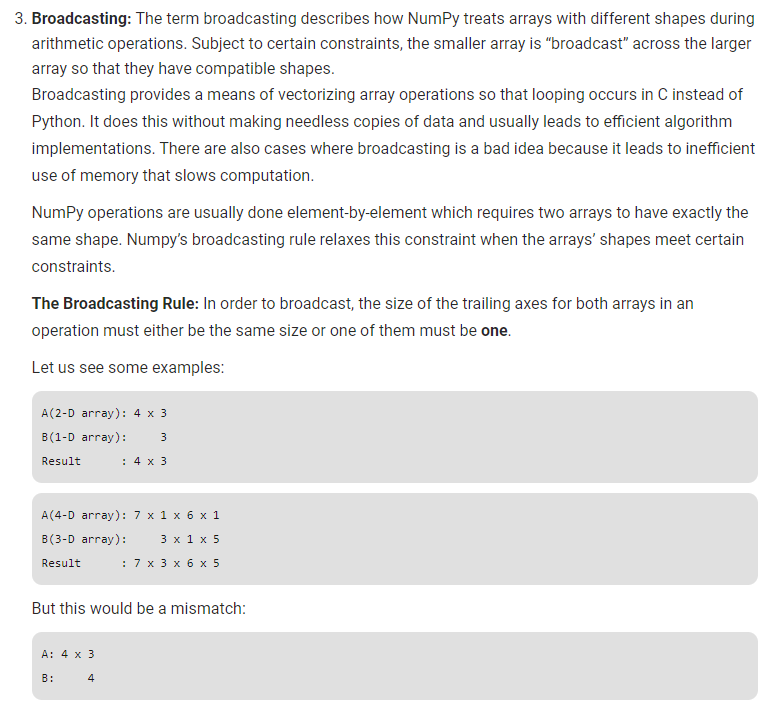 3. Broadcasting: The term broadcasting describes how NumPy treats arrays with different shapes during
arithmetic operations. Subject to certain constraints, the smaller array is “broadcast” across the larger
array so that they have compatible shapes.
Broadcasting provides a means of vectorizing array operations so that looping occurs in C instead of
Python. It does this without making needless copies of data and usually leads to efficient algorithm
implementations. There are also cases where broadcasting is a bad idea because it leads to inefficient
use of memory that slows computation.
NumPy operations are usually done element-by-element which requires two arrays to have exactly the
same shape. Numpy’s broadcasting rule relaxes this constraint when the arrays’ shapes meet certain
constraints.
The Broadcasting Rule: In order to broadcast, the size of the trailing axes for both arrays in an
operation must either be the same size or one of them must be one.
Let us see some examples:
A(2-D array): 4 x 3
B(1-D array):     3
Result      : 4 x 3
A(4-D array): 7 x 1 x 6 x 1
B(3-D array):     3 x 1 x 5
Result      : 7 x 3 x 6 x 5
But this would be a mismatch:
A: 4 x 3
B:     4